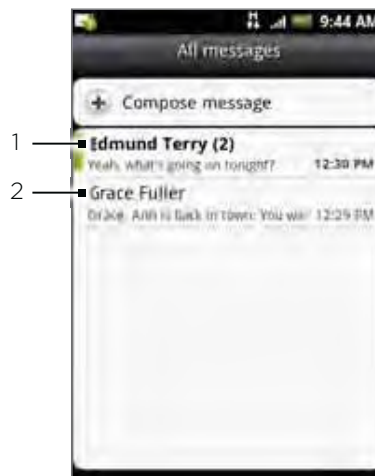 9:44 AM
All messages
Compose message
1
Edmund Terry (2)
Yeah, what's going on tonight? 12:30 PM
2
Grace Fuller
Grace, Ann is back in town. You 12:29 PM